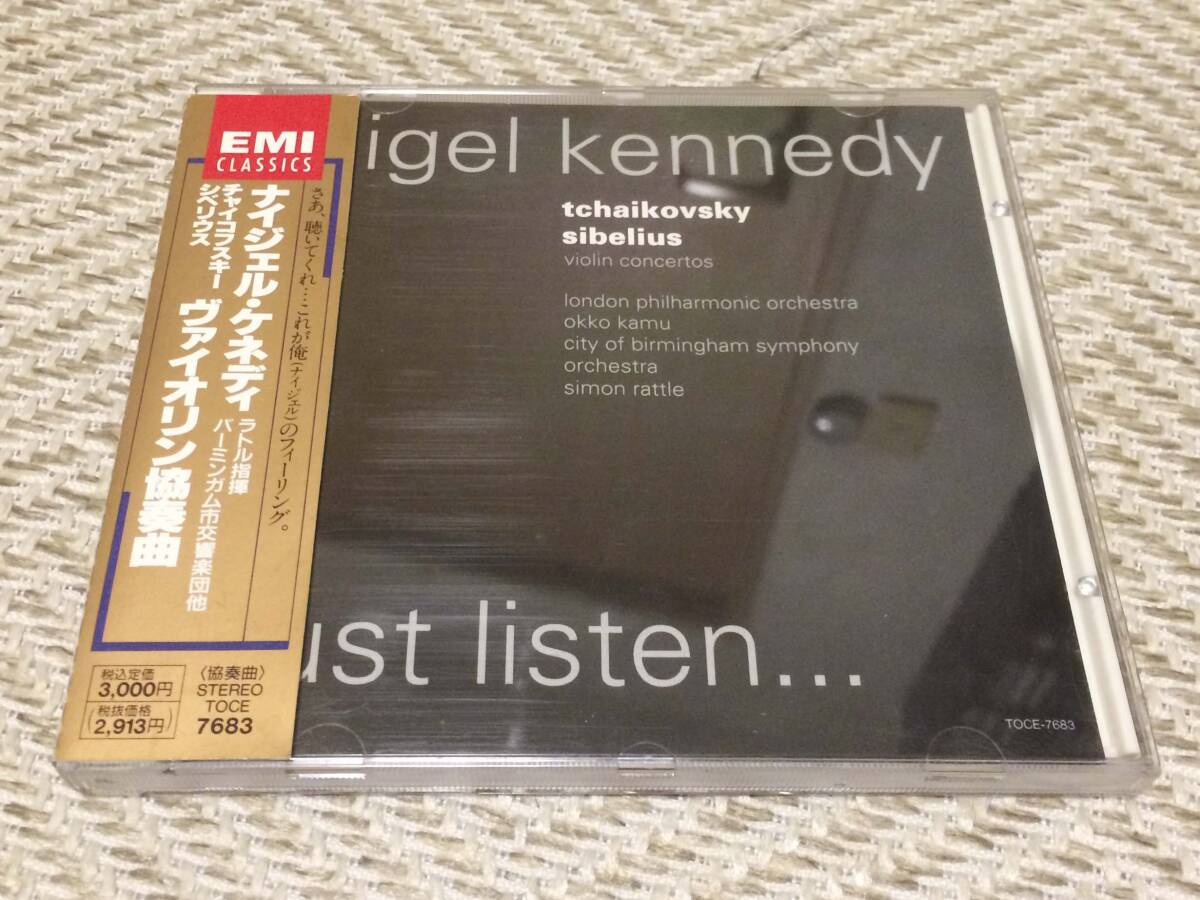 EMI
CLASSICS
さあ、聴いてくれ…これが俺(ナイジェル)のフィーリング。
ナイジェル・ケネディ
チャイコフスキー
シベリウス
ヴァイオリン協奏曲
ラトル指揮
バーミンガム市交響楽団他
税込定価
3,000円
(税抜価格
2,913円)
〈協奏曲〉
STEREO
TOCE
7683
igel kennedy
tchaikovsky
sibelius
violin concertos
london philharmonic orchestra
okko kamu
city of birmingham symphony
orchestra
simon rattle
ust listen...
TOCE-7683